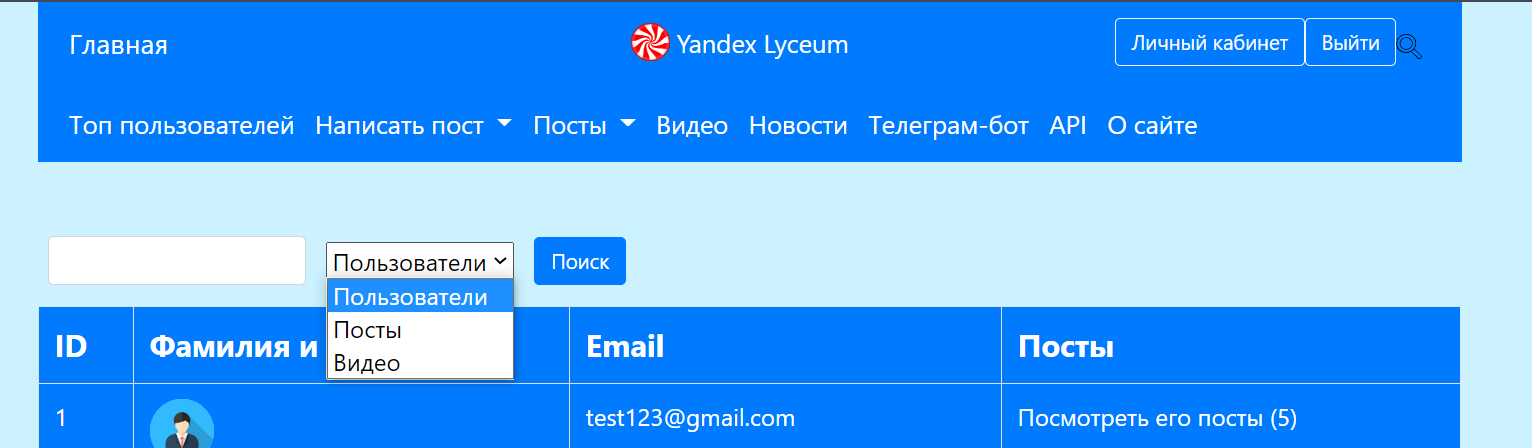 Главная Yandex Lyceum Личный кабинет Выйти
Топ пользователей Написать пост Посты Видео Новости Телеграм-бот API О сайте
Пользователи Поиск
Пользователи
Посты
Видео
ID Фамилия и Email Посты
1 test123@gmail.com Посмотреть его посты (5)